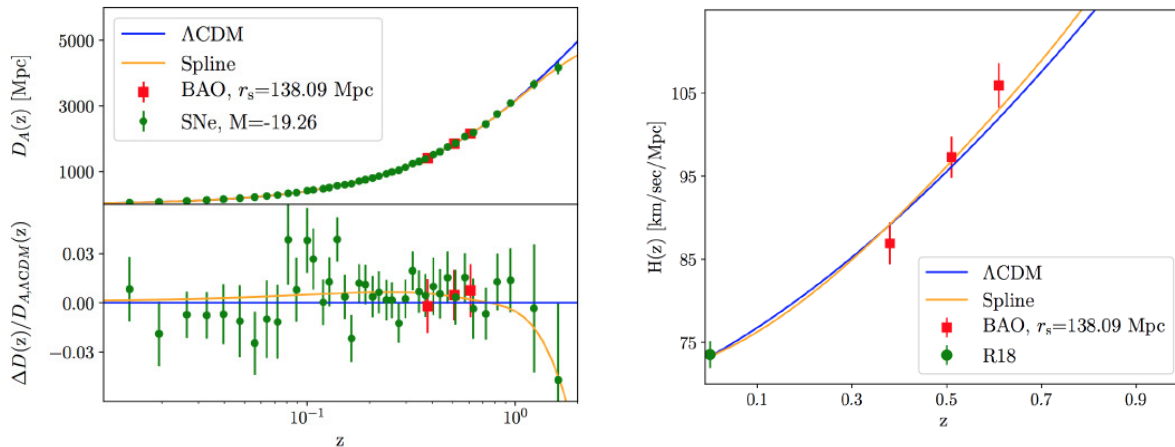 D_A(z) [Mpc]
5000
3000
1000
ΛCDM
Spline
BAO, r_s=138.09 Mpc
SNe, M=-19.26
ΔD(z)/D_{A,ΛCDM}(z)
0.03
0.00
−0.03
10^{−1}
10^0
z
H(z) [km/sec/Mpc]
105
95
85
75
ΛCDM
Spline
BAO, r_s=138.09 Mpc
R18
0.1
0.3
0.5
0.7
0.9
z